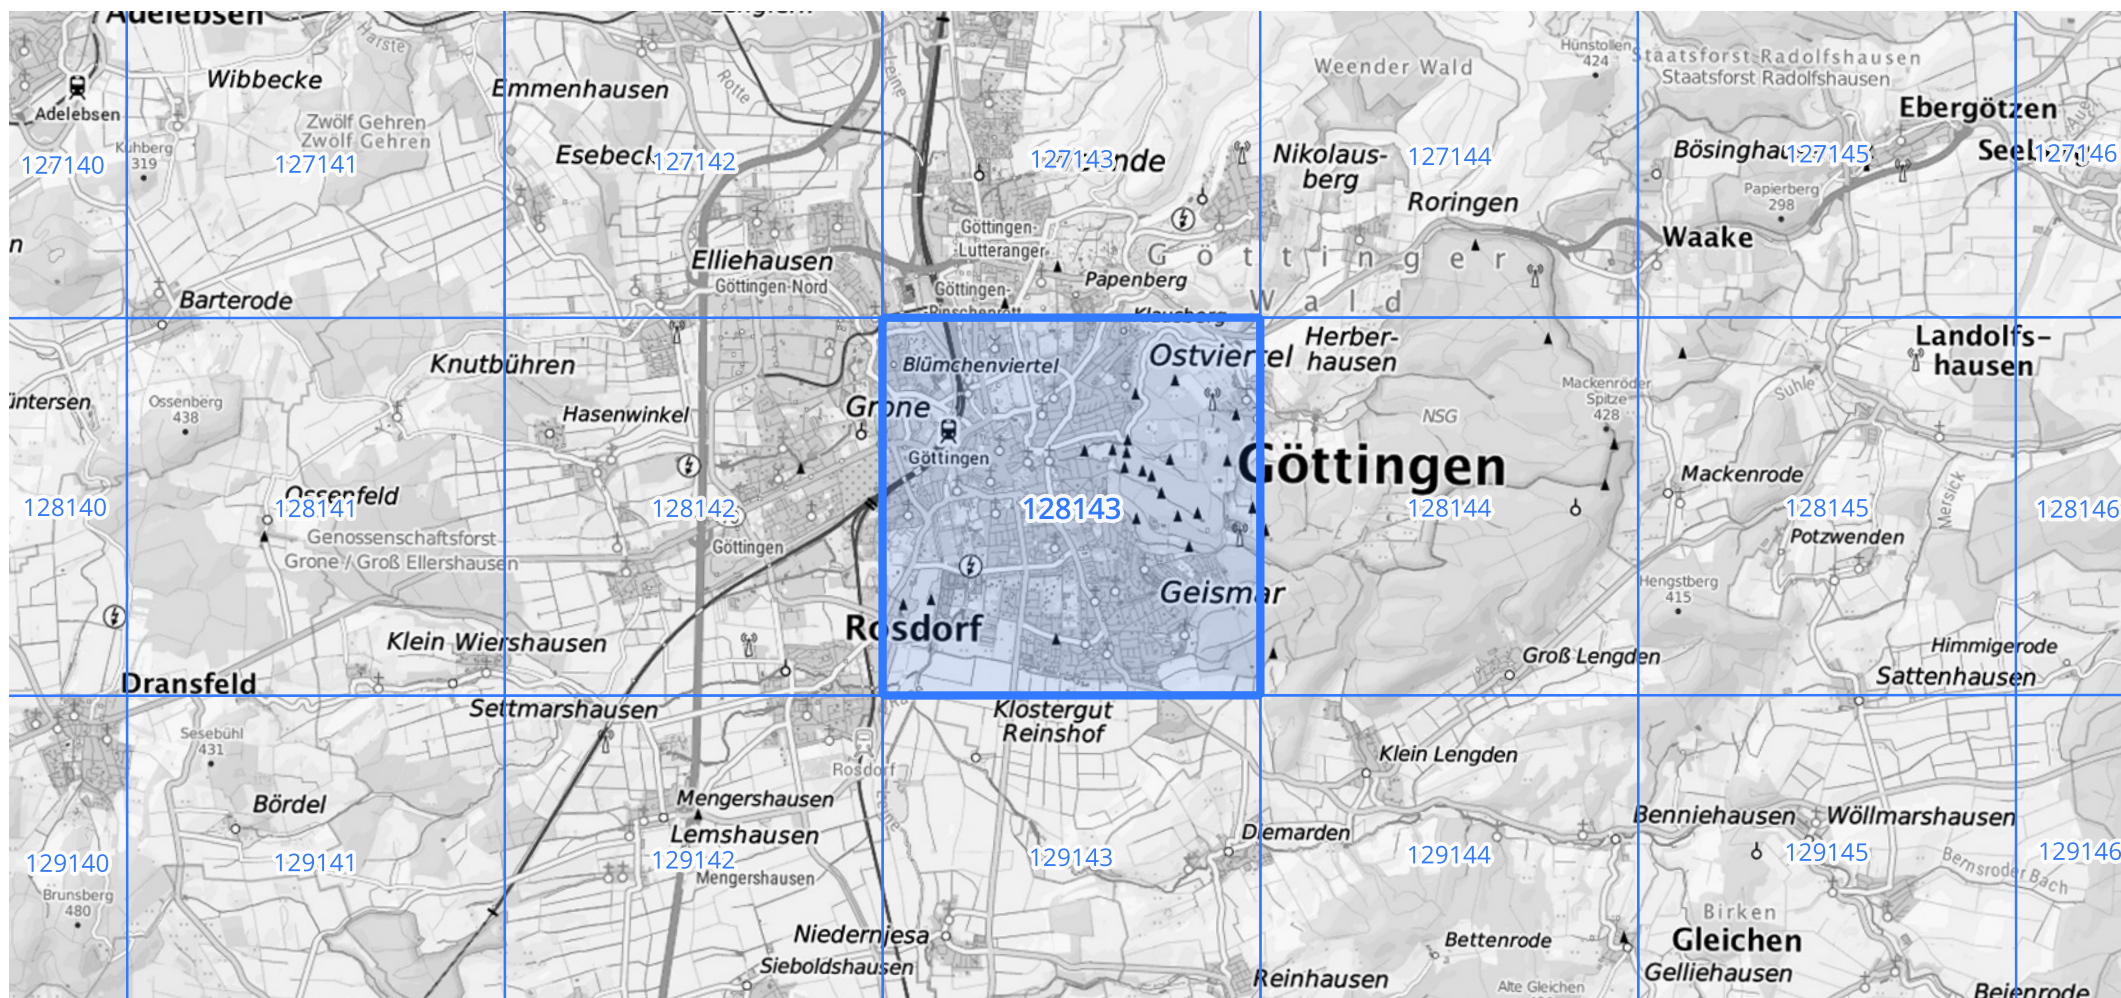 Adelebsen
Harste
Wibbecke
Adelebsen
Kuhberg
319
Zwölf Gehren
Zwölf Gehren
127140
127141
Emmenhausen
Rotte
Esebeck
127142
Leine
127143
Weender Wald
Hünstollen
424
Staatsforst Radolfshausen
Staatsforst Radolfshausen
Ebergötzen
Nikolaus-
berg
127144
Bösinghausen
127145
127146
Aue
Papierberg
298
Roringen
Waake
Göttingen-
Lutteranger
Göttinger
Wald
Elliehausen
Göttingen-Nord
Göttingen-
Papenberg
Barterode
Klausberg
Knutbühren
Blümchenviertel
Ostviertel
Herber-
hausen
Landolfs-
hausen
Ossenberg
438
Hasenwinkel
Grone
Mackenröder
Spitze
428
NSG
Suhle
Göttingen
Göttingen
Mackenrode
Mersick
Ossenfeld
128140
128141
128142
128143
128144
128145
128146
Genossenschaftsforst
Grone / Groß Ellershausen
Göttingen
Potzwenden
Hengstberg
415
Geismar
Rosdorf
Klein Wiershausen
Groß Lengden
Himmigerode
Sattenhausen
Dransfeld
Settmarshausen
Klostergut
Reinshof
Sesebühl
431
Klein Lengden
Rosdorf
Leine
Bördel
Mengershausen
Lemshausen
Diemarden
Benniehausen
Wöllmarshausen
129140
129141
129142
129143
129144
129145
129146
Mengershausen
Bernsroder Bach
Brunsberg
480
Birken
Gleichen
Niedernjesa
Bettenrode
Sieboldshausen
Reinhausen
Alte Gleichen
Gelliehausen
Beienrode